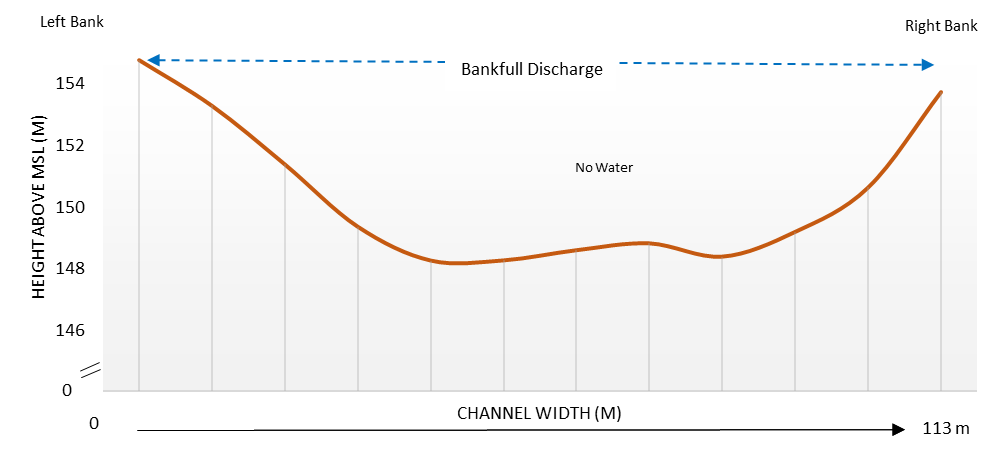 Left Bank
Right Bank
Bankfull Discharge
154
152
No Water
150
148
146
0
HEIGHT ABOVE MSL (M)
CHANNEL WIDTH (M)
0
113 m